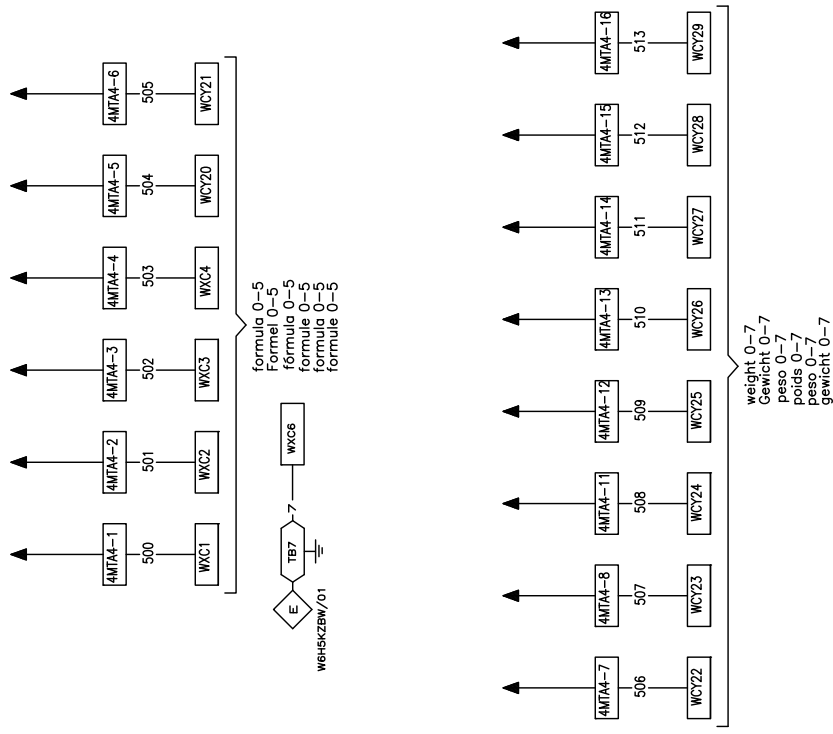 4MTA4-1
500
WXC1
4MTA4-2
501
WXC2
4MTA4-3
502
WXC3
4MTA4-4
503
WXC4
4MTA4-5
504
WCY20
4MTA4-6
505
WCY21
formula 0-5
Formel 0-5
fórmula 0-5
formule 0-5
formula 0-5
formule 0-5
E
TB7
7
WXC6
W6H5KZBW/01
4MTA4-7
506
WCY22
4MTA4-8
507
WCY23
4MTA4-11
508
WCY24
4MTA4-12
509
WCY25
4MTA4-13
510
WCY26
4MTA4-14
511
WCY27
4MTA4-15
512
WCY28
4MTA4-16
513
WCY29
weight 0-7
Gewicht 0-7
peso 0-7
poids 0-7
peso 0-7
gewicht 0-7